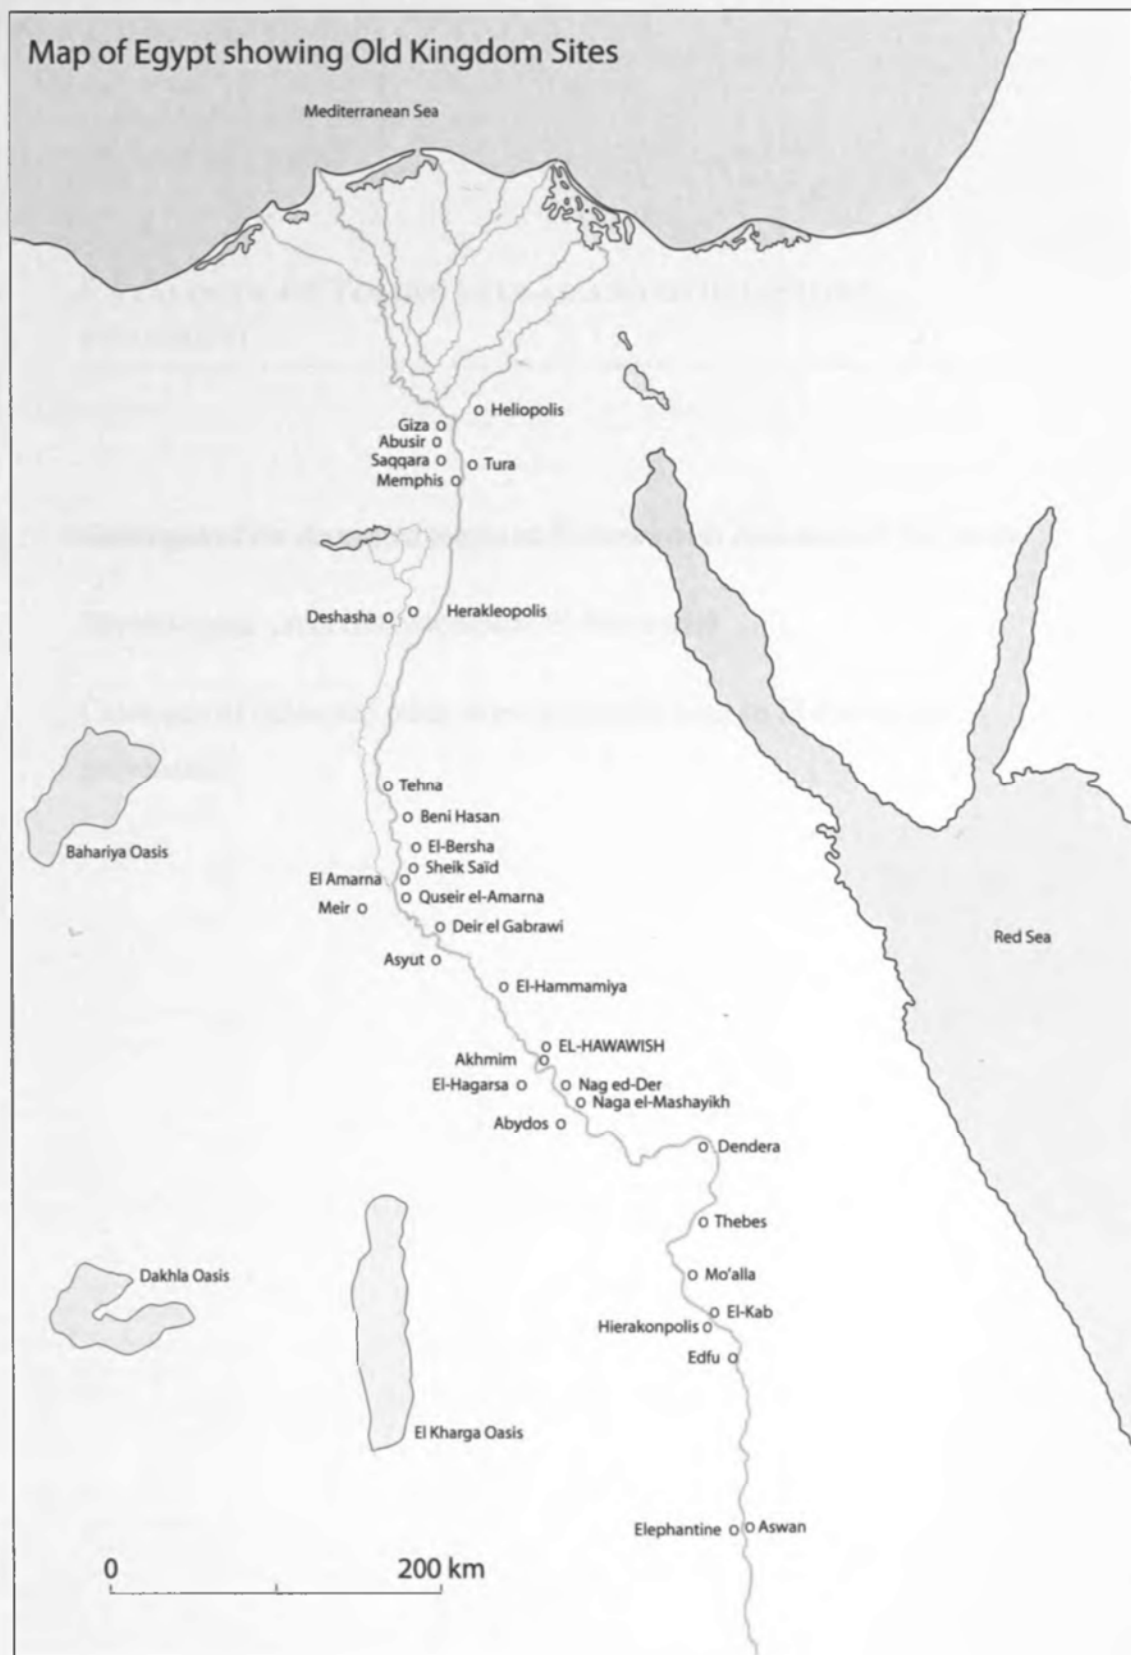 Map of Egypt showing Old Kingdom Sites
Mediterranean Sea
Heliopolis
Giza
Abusir
Saqqara
Tura
Memphis
Deshasha
Herakleopolis
Tehna
Beni Hasan
Bahariya Oasis
El-Bersha
Sheik Saïd
El Amarna
Quseir el-Amarna
Meir
Deir el Gabrawi
Red Sea
Asyut
El-Hammamiya
EL-HAWAWISH
Akhmim
El-Hagarsa
Nag ed-Der
Naga el-Mashayikh
Abydos
Dendera
Thebes
Dakhla Oasis
Mo'alla
El-Kab
Hierakonpolis
Edfu
El Kharga Oasis
Elephantine
Aswan
0 200 km